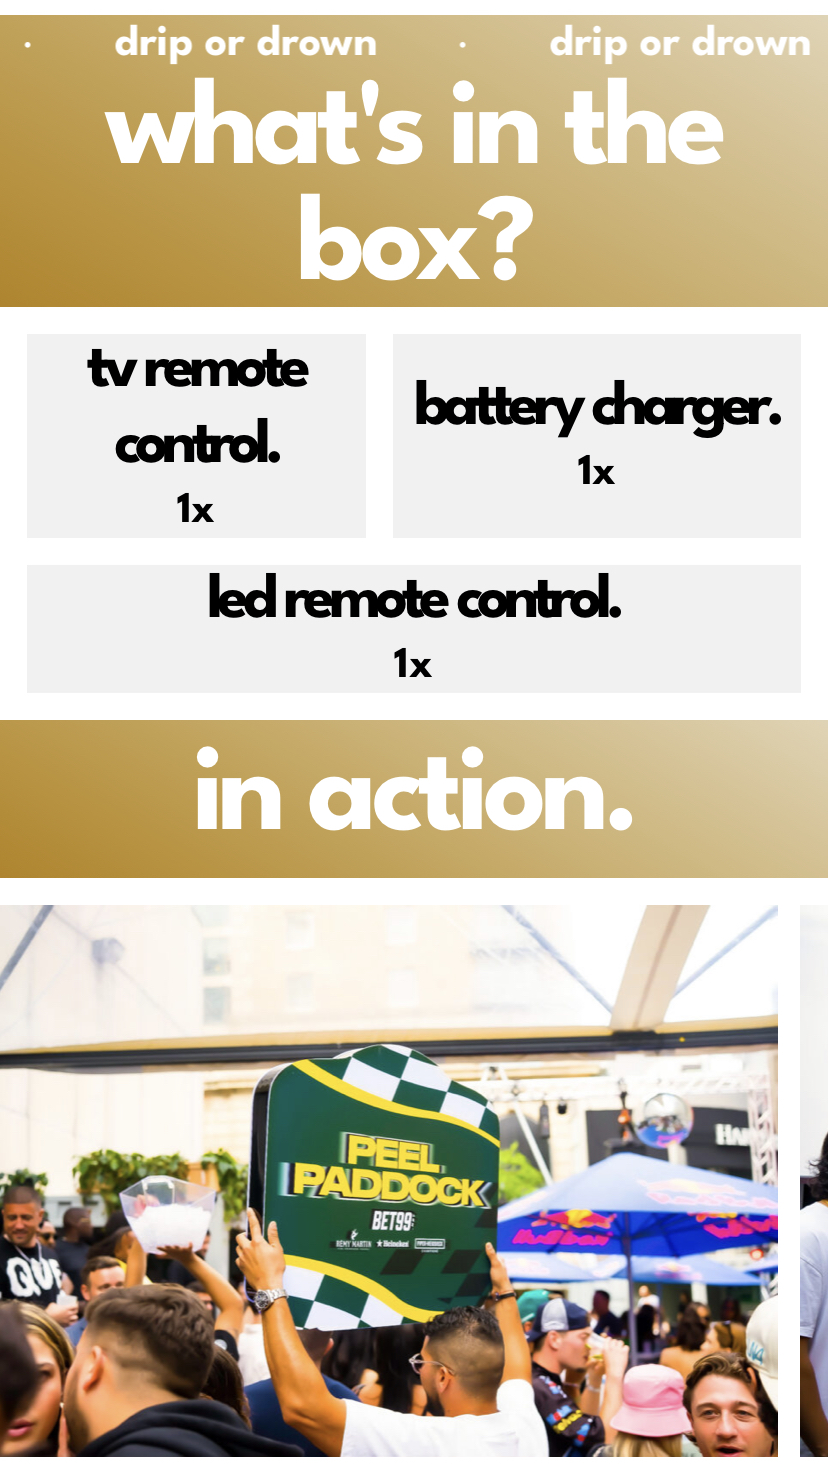 · drip or drown · drip or drown
what's in the
box?
tv remote
control.
1x
battery charger.
1x
led remote control.
1x
in action.
PEEL
PADDOCK
BET99
REMY MARTIN
Heineken
Red Bull
QUE